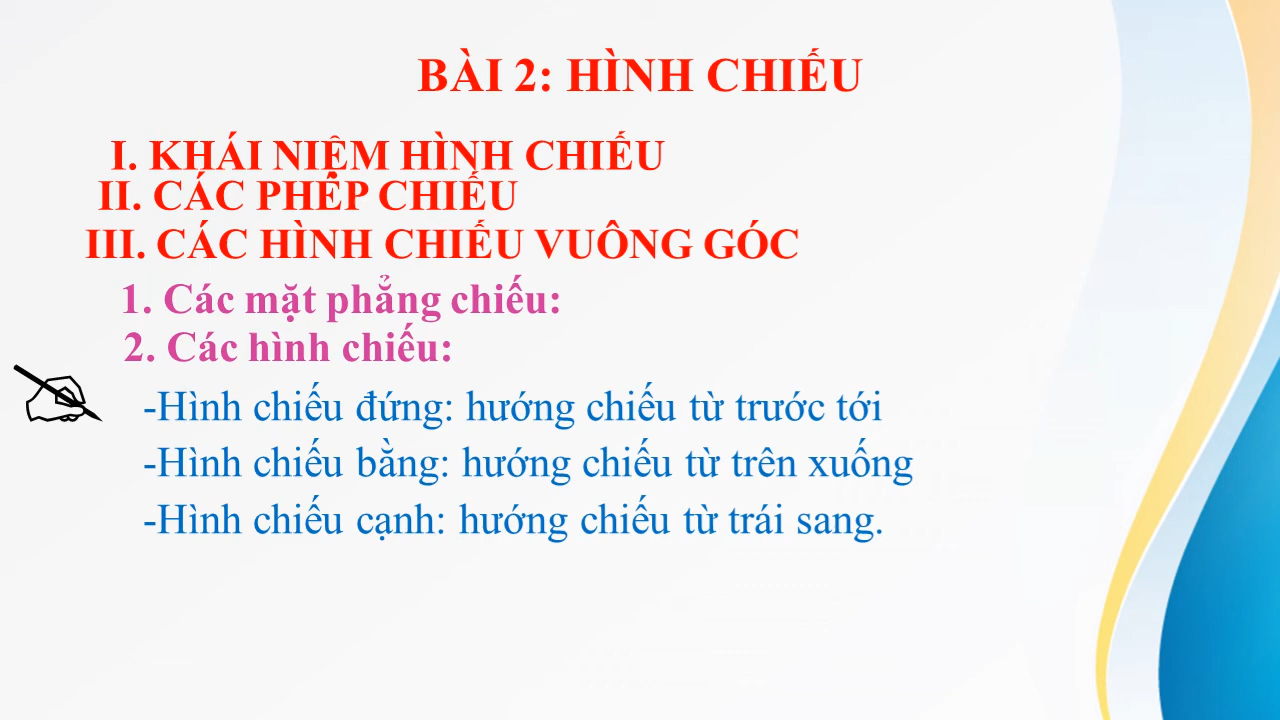 BÀI 2: HÌNH CHIẾU
I. KHÁI NIỆM HÌNH CHIẾU
II. CÁC PHÉP CHIẾU
III. CÁC HÌNH CHIẾU VUÔNG GÓC
1. Các mặt phẳng chiếu:
2. Các hình chiếu:
-Hình chiếu đứng: hướng chiếu từ trước tới
-Hình chiếu bằng: hướng chiếu từ trên xuống
-Hình chiếu cạnh: hướng chiếu từ trái sang.